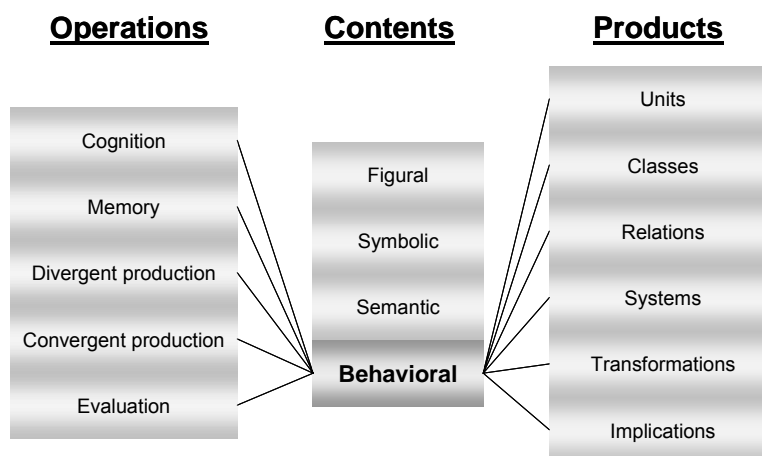 Operations
Contents
Products
Cognition
Memory
Divergent production
Convergent production
Evaluation
Figural
Symbolic
Semantic
Behavioral
Units
Classes
Relations
Systems
Transformations
Implications